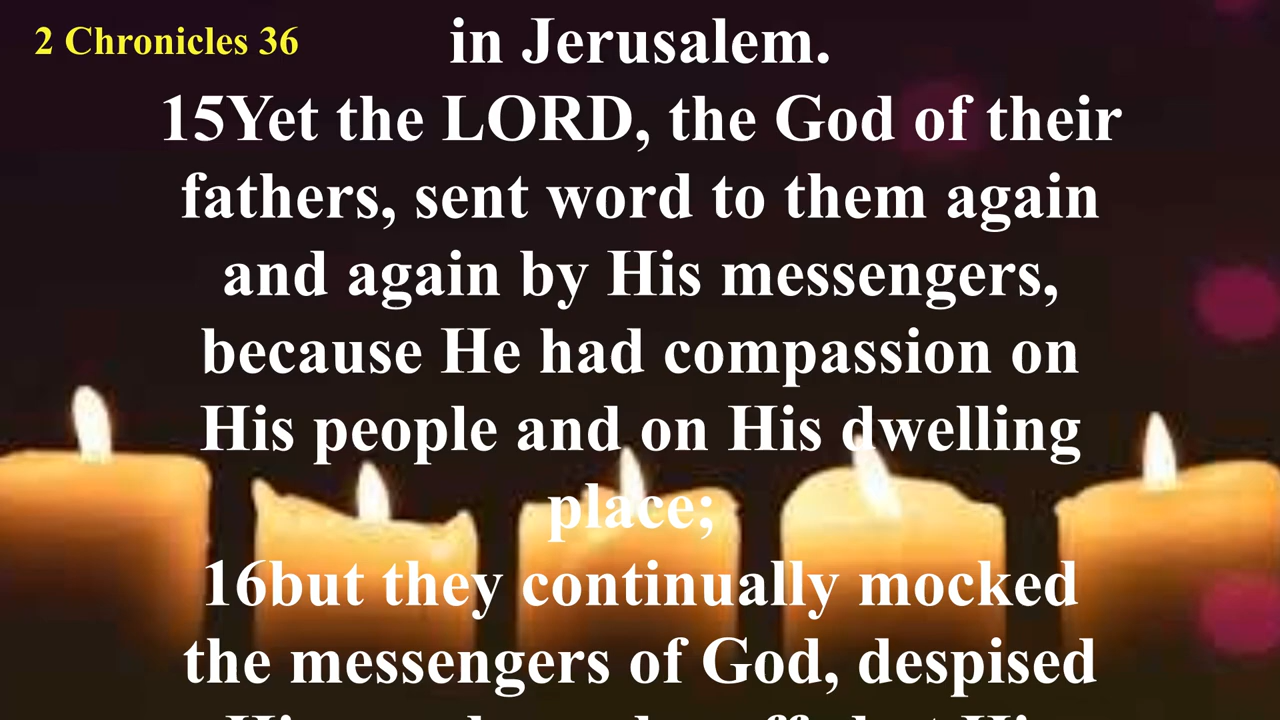 2 Chronicles 36
in Jerusalem.
15Yet the LORD, the God of their
fathers, sent word to them again
and again by His messengers,
because He had compassion on
His people and on His dwelling
place;
16but they continually mocked
the messengers of God, despised